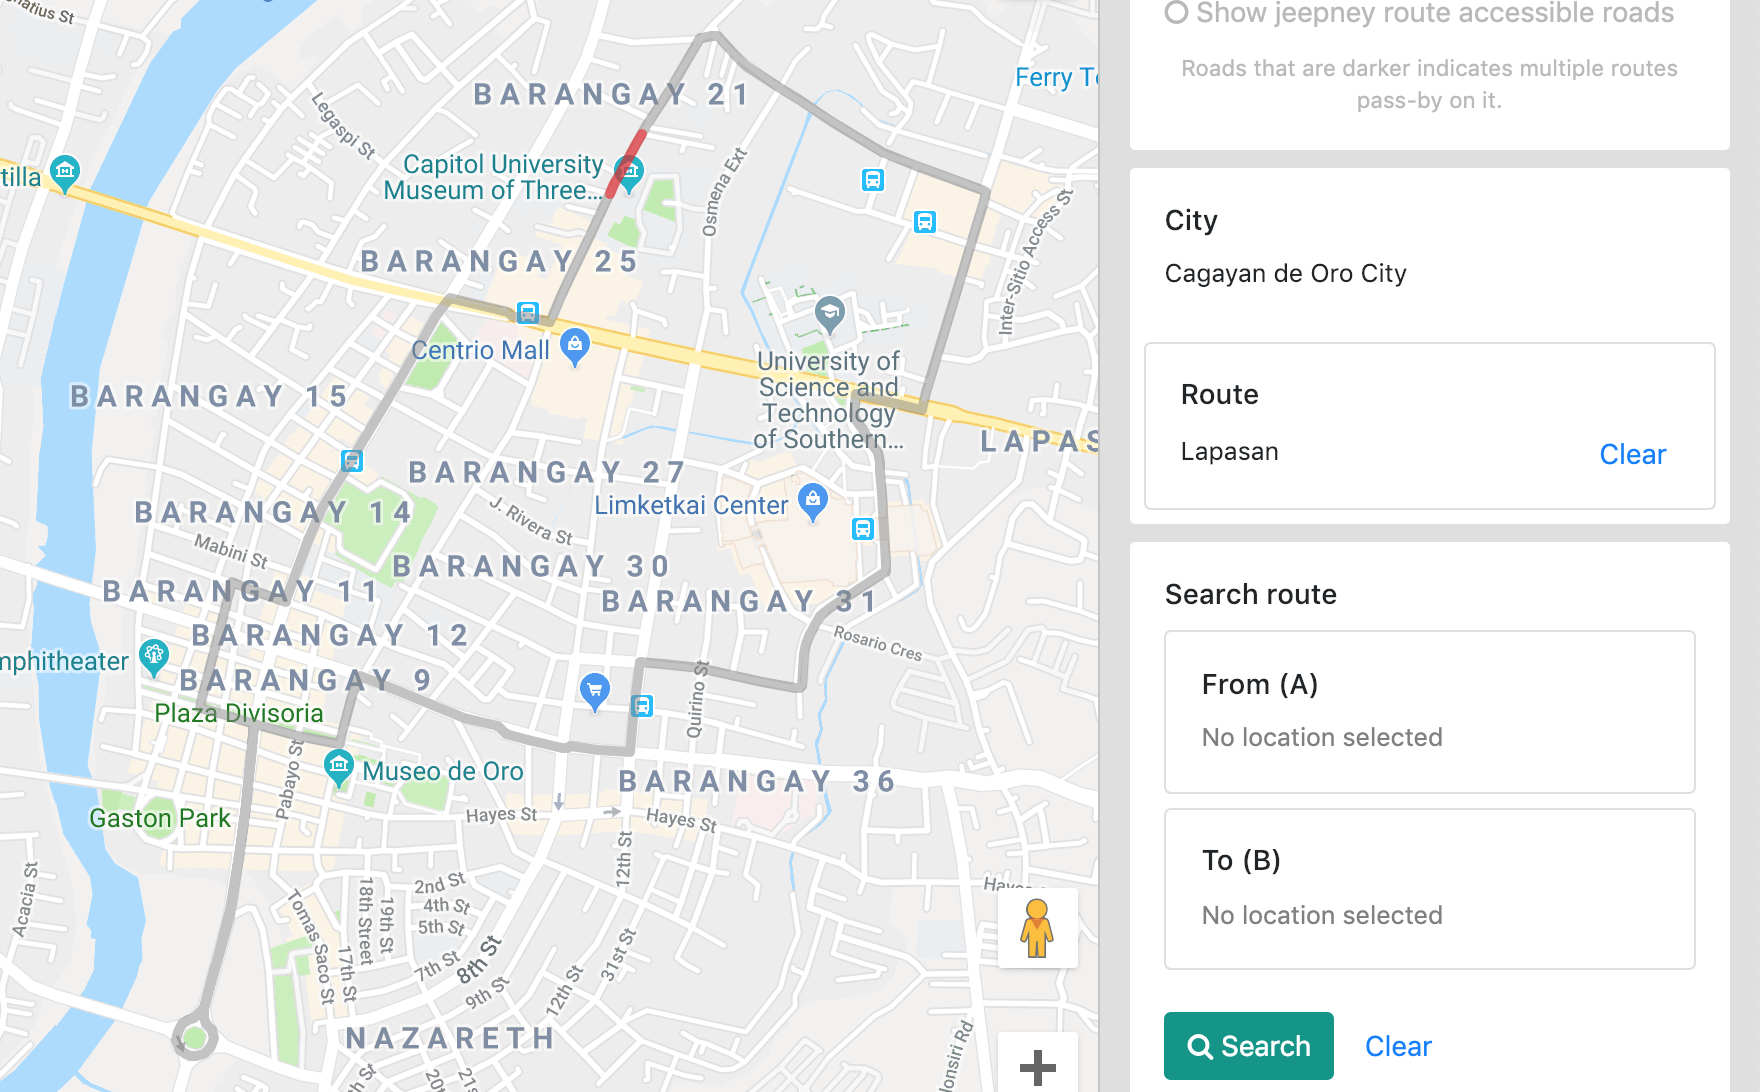 natius St
Legaspi St
BARANGAY 21
Ferry Te
Capitol University
Museum of Three...
Osmena Ext
tilla
BARANGAY 25
Inter-Sitio Access St
Centrio Mall
University of
Science and
Technology
of Southern...
BARANGAY 15
LAPAS
BARANGAY 27
Limketkai Center
J. Rivera St
BARANGAY 14
Mabini St
BARANGAY 30
BARANGAY 11
BARANGAY 31
BARANGAY 12
Rosario Cres
mphitheater
BARANGAY 9
Quirino St
Plaza Divisoria
Pabayo St
Museo de Oro
BARANGAY 36
Gaston Park
Hayes St
Hayes St
12th St
Acacia St
2nd St
4th St
5th St
18th Street
19th St
Tomas Saco St
17th St
7th St
8th St
9th St
12th St
31st St
NAZARETH
Show jeepney route accessible roads
Roads that are darker indicates multiple routes
pass-by on it.
City
Cagayan de Oro City
Route
Lapasan
Clear
Search route
From (A)
No location selected
To (B)
No location selected
Search
Clear